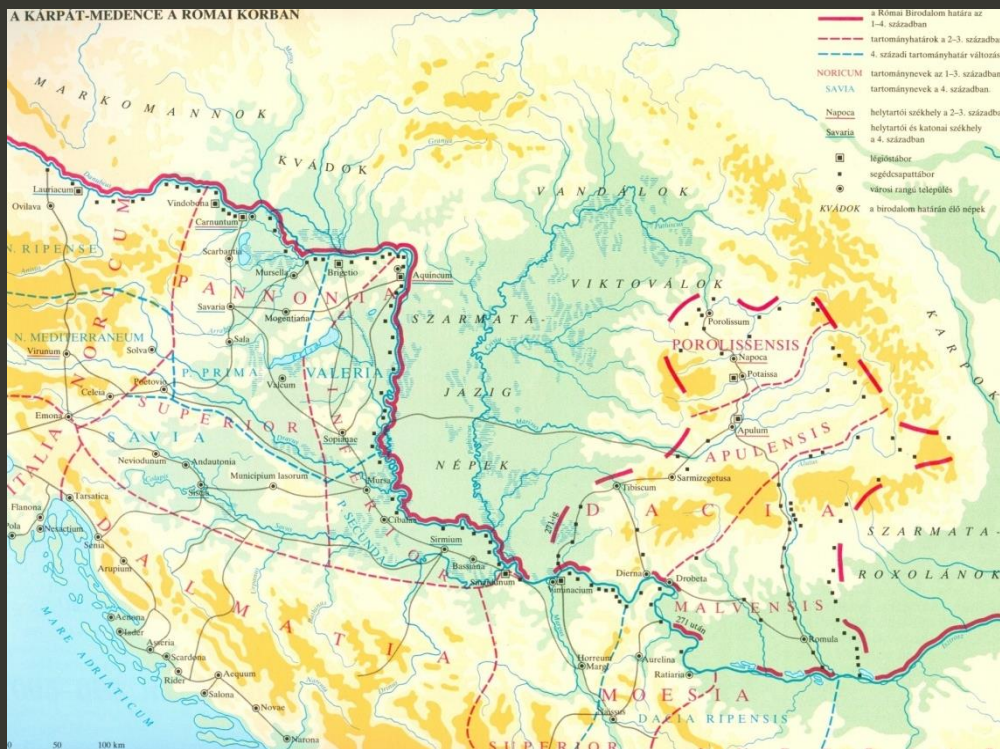 A KÁRPÁT-MEDENCE A RÓMAI KORBAN
a Római Birodalom határa az
1–4. században
tartományhatárok a 2–3. században
4. századi tartományhatár változás
NORICUM tartománynevek az 1–3. században
SAVIA tartománynevek a 4. században
Napoca helytartói székhely a 2–3. században
Savaria helytartói és katonai székhely
a 4. században
légióstábor
segédcsapattábor
városi rangú település
KVÁDOK a birodalom határán élő népek
MARKOMANNOK
KVÁDOK
VANDÁLOK
VIKTOVÁLOK
KARPOK
SZARMATA-
JAZIG
NÉPEK
SZARMATA-
ROXOLÁNOK
Lauriacum
Ovilava
Vindobona
Carnuntum
Scarbantia
Mursella
Brigetio
Aquincum
N. RIPENSE
NORICUM
PANNONIA
Savaria
Mogentiana
Sala
N. MEDITERRANEUM
Virunum
Solva
P. PRIMA
VALERIA
Valcum
Celeia
Poetovio
Emona
SUPERIOR
INFERIOR
SAVIA
Sopianae
Neviodunum
Andautonia
Siscia
Municipium Iasorum
Mursa
P. SECUNDA
Cibalae
Sirmium
Bassiana
Singidunum
Viminacium
ITALIA
Tarsatica
Flanona
Pola
Nesactium
Senia
Arupium
DALMATIA
Aenona
Iader
Asseria
Scardona
Rider
Aequum
Salona
Novae
Narona
MARE ADRIATICUM
Porolissum
POROLISSENSIS
Napoca
Potaissa
Apulum
APULENSIS
Sarmizegetusa
Tibiscum
DACIA
271-ig
Dierna
Drobeta
MALVENSIS
271 után
Romula
Horreum
Margi
Aurelina
Ratiaria
MOESIA
DACIA RIPENSIS
Naissus
SUPERIOR
0 50 100 km